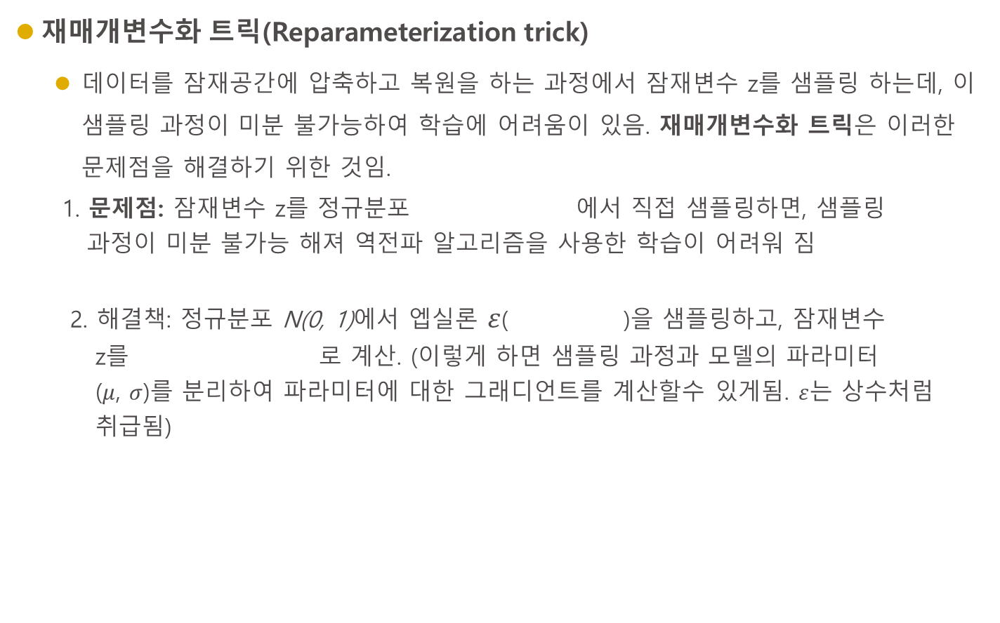 재매개변수화 트릭(Reparameterization trick)
데이터를 잠재공간에 압축하고 복원을 하는 과정에서 잠재변수 z를 샘플링 하는데, 이
샘플링 과정이 미분 불가능하여 학습에 어려움이 있음. 재매개변수화 트릭은 이러한
문제점을 해결하기 위한 것임.
1. 문제점: 잠재변수 z를 정규분포 에서 직접 샘플링하면, 샘플링
과정이 미분 불가능 해져 역전파 알고리즘을 사용한 학습이 어려워 짐
2. 해결책: 정규분포 N(0, 1)에서 엡실론 ε( )을 샘플링하고, 잠재변수
z를 로 계산. (이렇게 하면 샘플링 과정과 모델의 파라미터
(μ, σ)를 분리하여 파라미터에 대한 그래디언트를 계산할수 있게됨. ε는 상수처럼
취급됨)